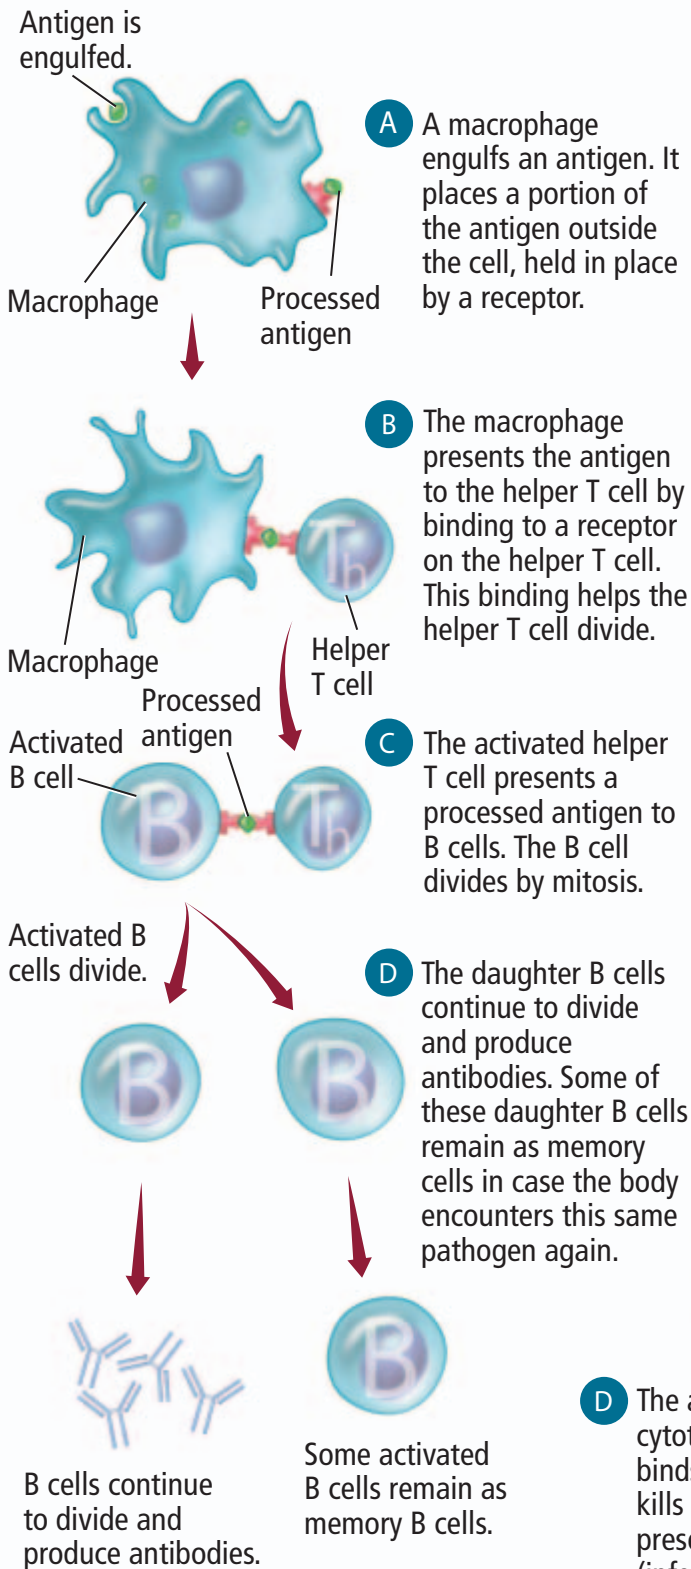 Antigen is
engulfed.
Macrophage
Processed
antigen
A
A macrophage
engulfs an antigen. It
places a portion of
the antigen outside
the cell, held in place
by a receptor.
B
The macrophage
presents the antigen
to the helper T cell by
binding to a receptor
on the helper T cell.
This binding helps the
helper T cell divide.
Th
Macrophage
Helper
T cell
Processed
antigen
Activated
B cell
B
Th
C
The activated helper
T cell presents a
processed antigen to
B cells. The B cell
divides by mitosis.
Activated B
cells divide.
B
B
D
The daughter B cells
continue to divide
and produce
antibodies. Some of
these daughter B cells
remain as memory
cells in case the body
encounters this same
pathogen again.
B
B cells continue
to divide and
produce antibodies.
Some activated
B cells remain as
memory B cells.
D
The
kills